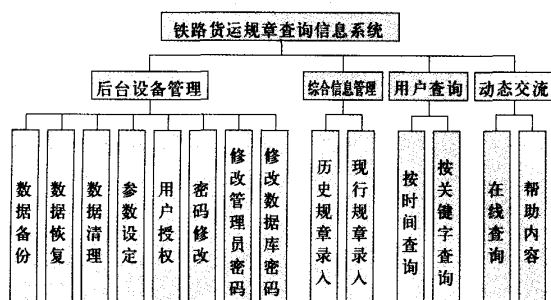 铁路货运规章查询信息系统
后台设备管理
综合信息管理
用户查询
动态交流
数据备份
数据恢复
数据清理
参数设定
用户授权
密码修改
修改管理员密码
修改数据库密码
历史规章录入
现行规章录入
按时间查询
按关键字查询
在线查询
帮助内容